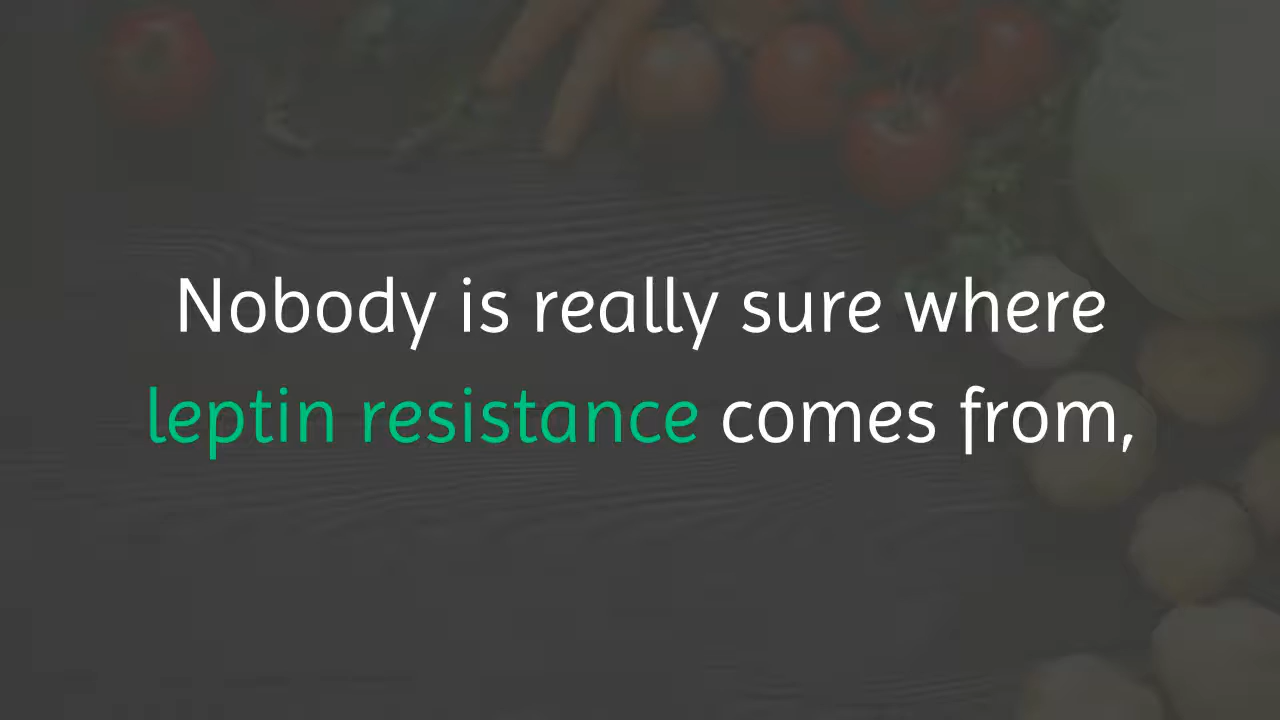 Nobody is really sure where
leptin resistance comes from,